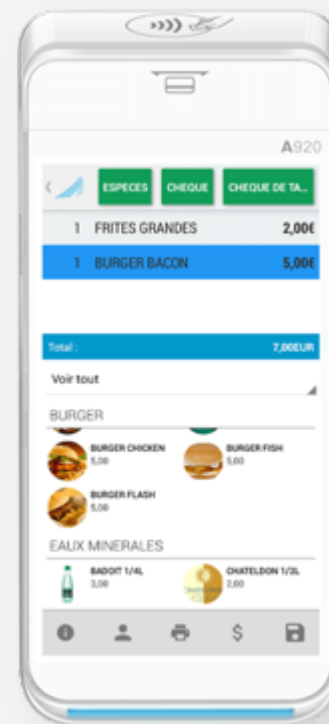 A920
ESPECES CHEQUE CHEQUE DE TA...
1 FRITES GRANDES 2,00€
1 BURGER BACON 5,00€
Total : 7,00EUR
Voir tout
BURGER
BURGER CHICKEN BURGER FISH
5,00 5,00
BURGER FLASH
5,00
EAUX MINERALES
BADOIT 1/4L CHATELDON 1/2L
3,00 2,00